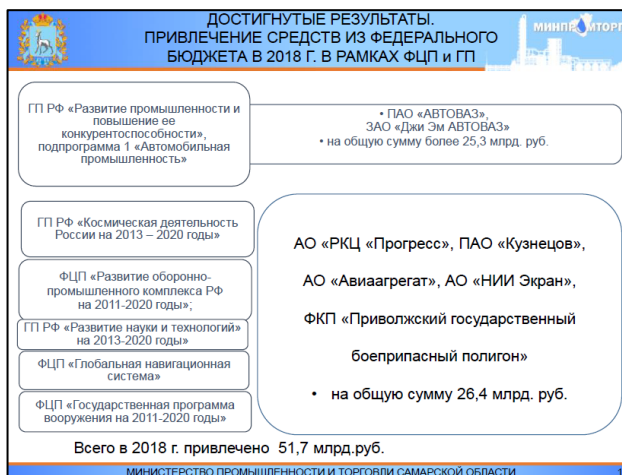 ДОСТИГНУТЫЕ РЕЗУЛЬТАТЫ.
ПРИВЛЕЧЕНИЕ СРЕДСТВ ИЗ ФЕДЕРАЛЬНОГО
БЮДЖЕТА В 2018 Г. В РАМКАХ ФЦП и ГП
МИНПРОМТОРГ
ГП РФ «Развитие промышленности и
повышение ее
конкурентоспособности»,
подпрограмма 1 «Автомобильная
промышленность»
• ПАО «АВТОВАЗ»,
ЗАО «Джи Эм АВТОВАЗ»
• на общую сумму более 25,3 млрд. руб.
ГП РФ «Космическая деятельность
России на 2013 – 2020 годы»
ФЦП «Развитие оборонно-
промышленного комплекса РФ
на 2011-2020 годы»;
ГП РФ «Развитие науки и технологий»
на 2013-2020 годы»
ФЦП «Глобальная навигационная
система»
ФЦП «Государственная программа
вооружения на 2011-2020 годы»
АО «РКЦ «Прогресс», ПАО «Кузнецов»,
АО «Авиаагрегат», АО «НИИ Экран»,
ФКП «Приволжский государственный
боеприпасный полигон»
• на общую сумму 26,4 млрд. руб.
Всего в 2018 г. привлечено 51,7 млрд.руб.
МИНИСТЕРСТВО ПРОМЫШЛЕННОСТИ И ТОРГОВЛИ САМАРСКОЙ ОБЛАСТИ